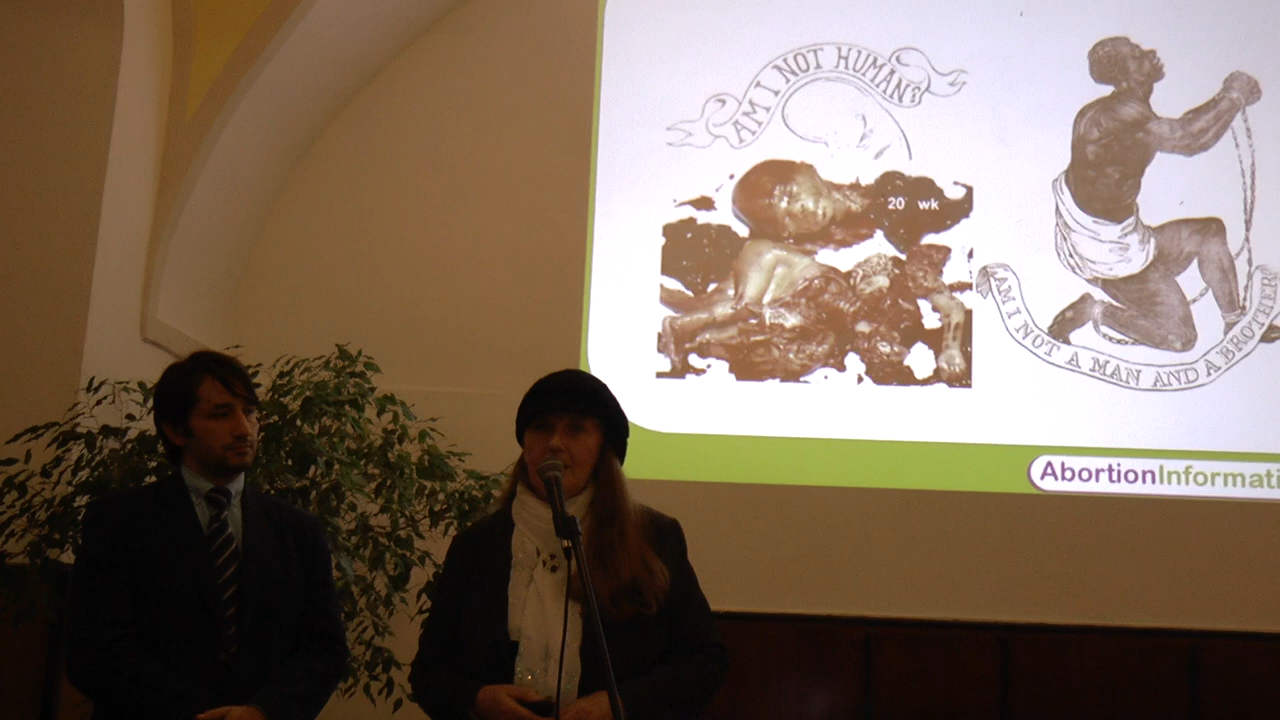 AM I NOT HUMAN?
20 wk
AM I NOT A MAN AND A BROTHER
AbortionInformati